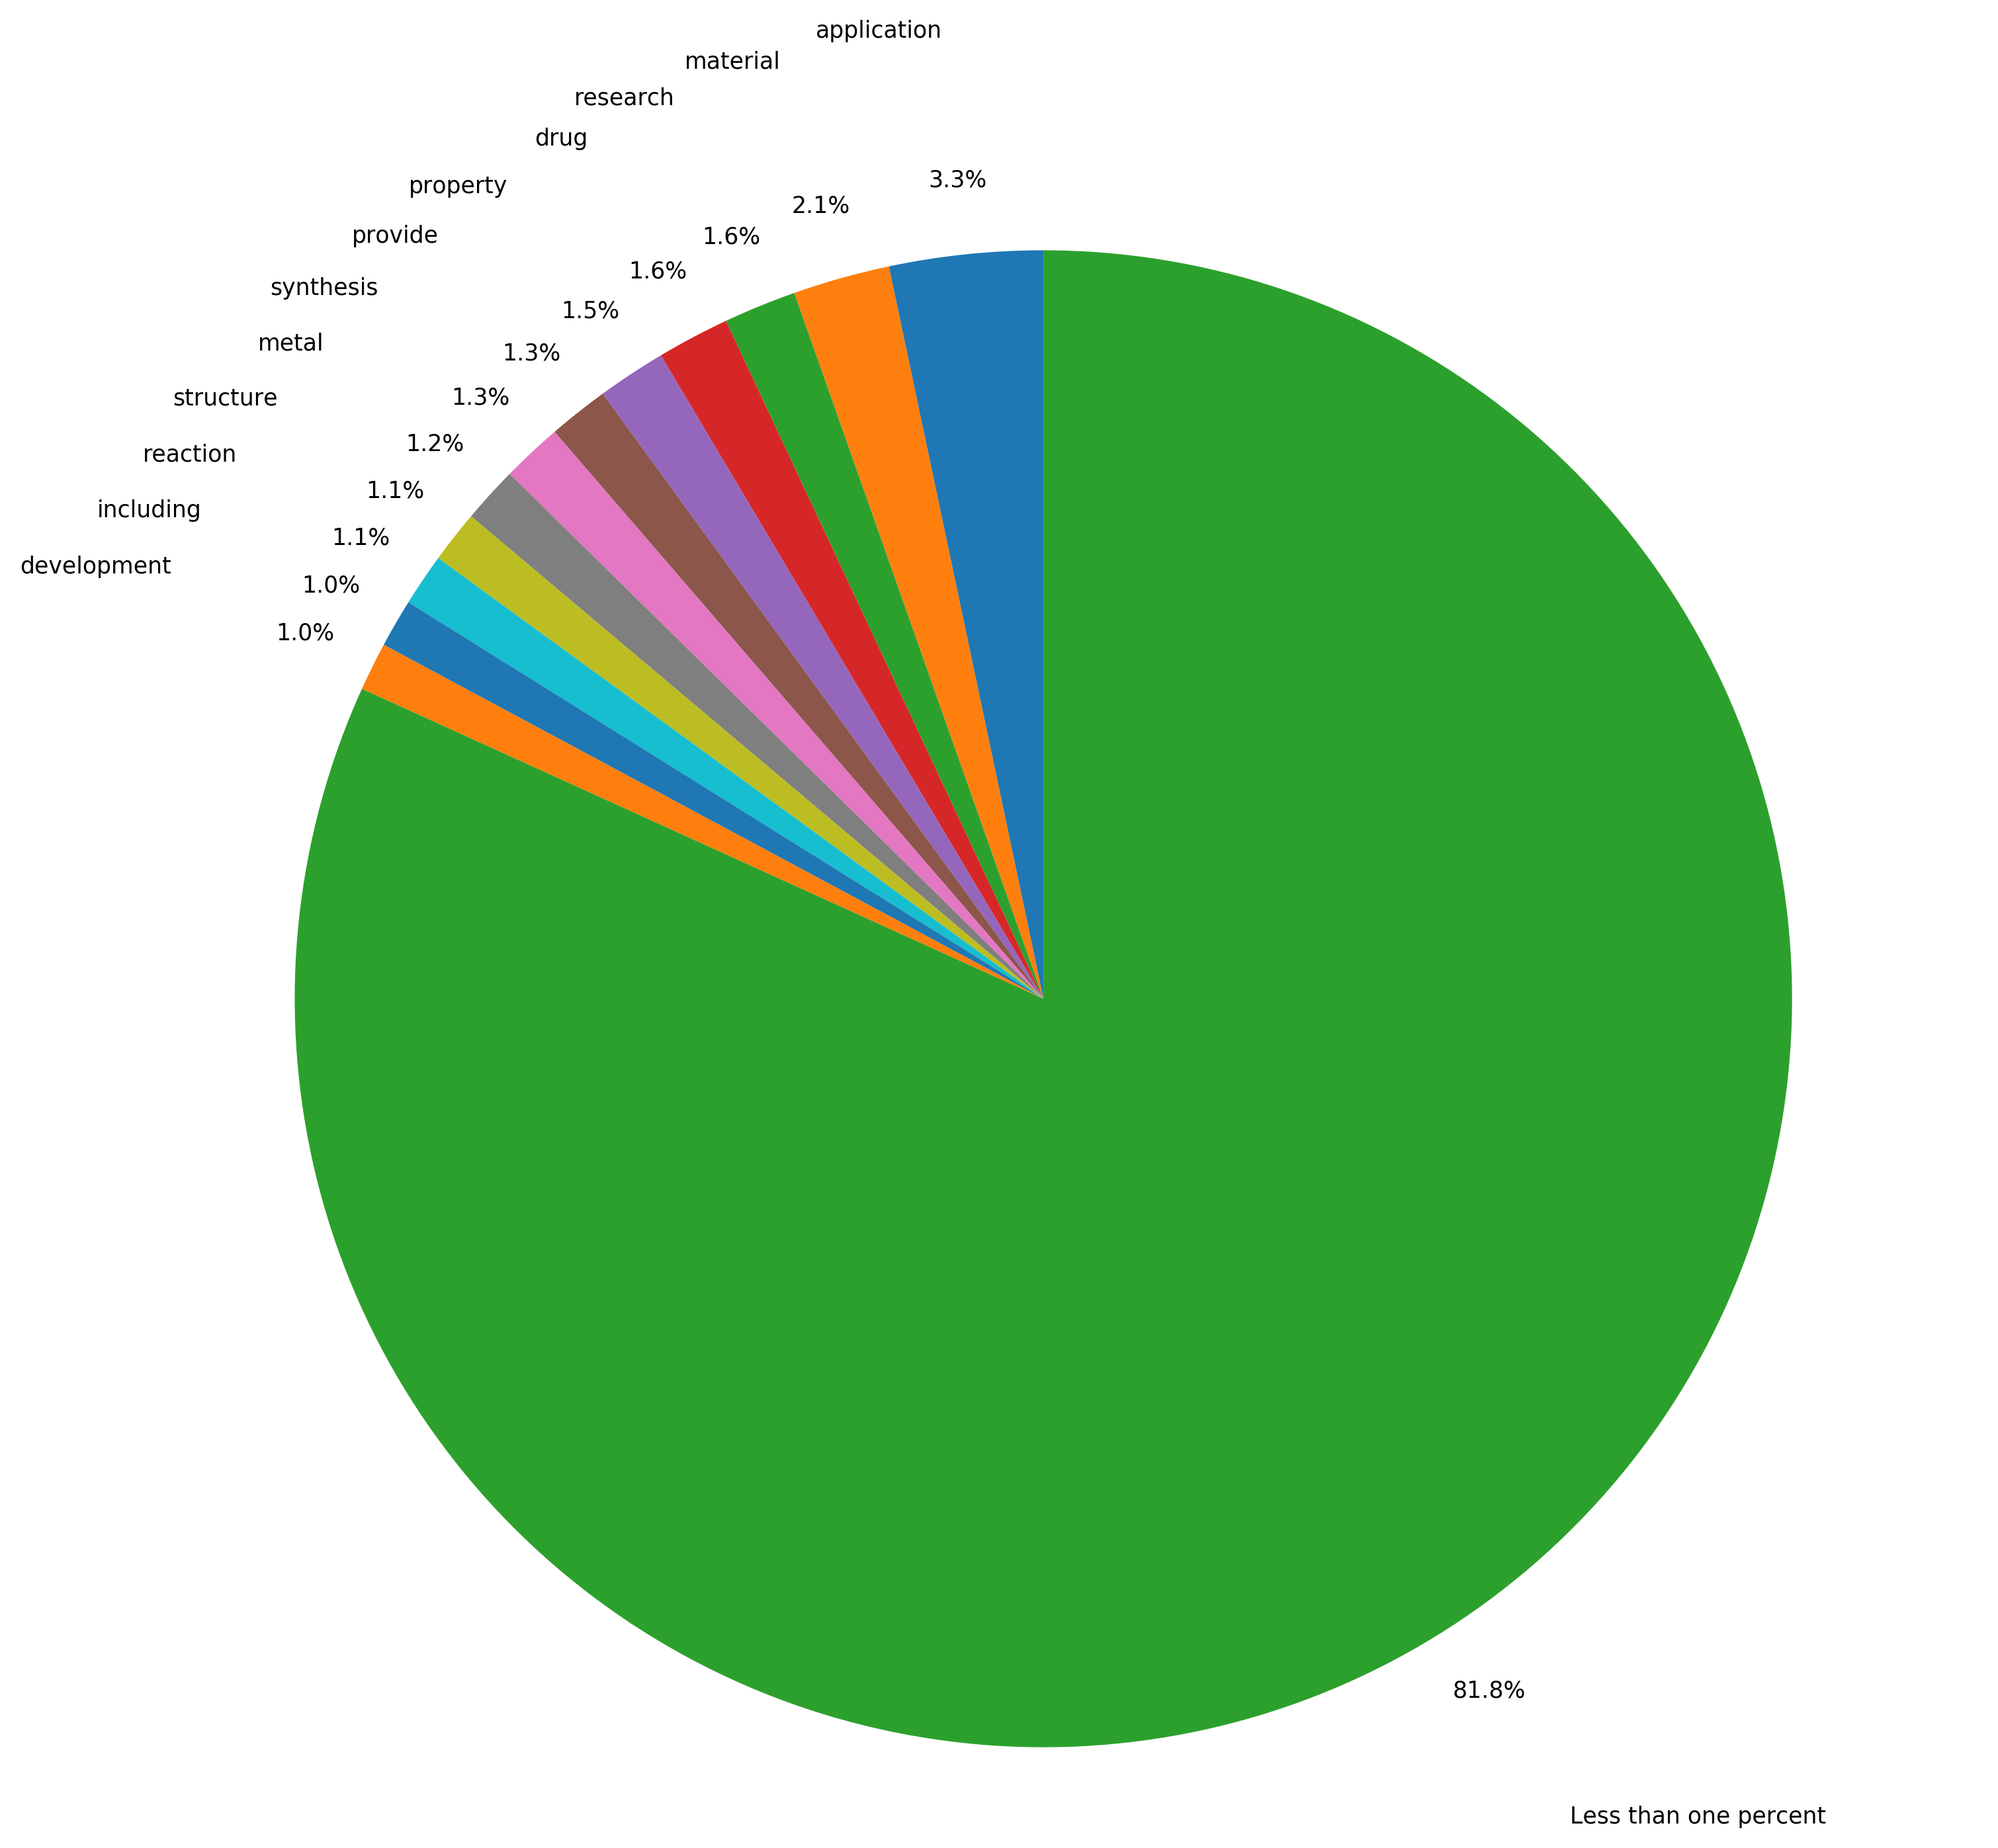 application
material
research
drug
property
provide
synthesis
metal
structure
reaction
including
development
3.3%
2.1%
1.6%
1.6%
1.5%
1.3%
1.3%
1.2%
1.1%
1.1%
1.0%
1.0%
81.8%
Less than one percent